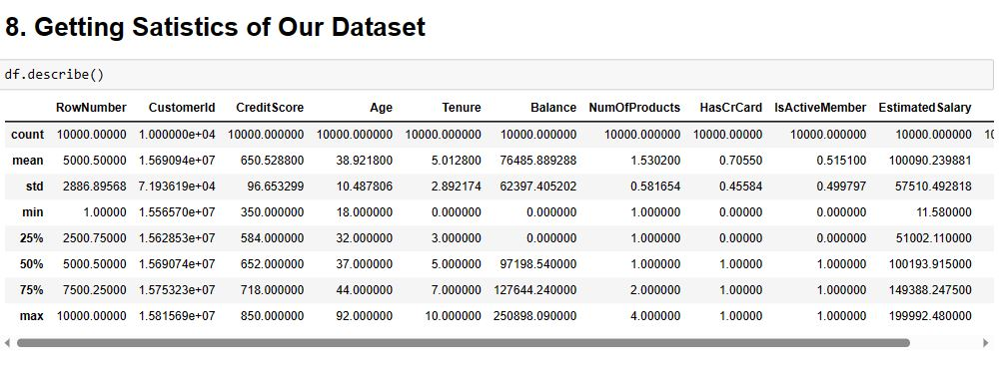 8. Getting Satistics of Our Dataset
df.describe()
RowNumber CustomerId CreditScore Age Tenure Balance NumOfProducts HasCrCard IsActiveMember EstimatedSalary
count 10000.00000 1.000000e+04 10000.000000 10000.000000 10000.000000 10000.000000 10000.000000 10000.00000 10000.000000 10000.000000 10
mean 5000.50000 1.569094e+07 650.528800 38.921800 5.012800 76485.889288 1.530200 0.70550 0.515100 100090.239881
std 2886.89568 7.193619e+04 96.653299 10.487806 2.892174 62397.405202 0.581654 0.45584 0.499797 57510.492818
min 1.00000 1.556570e+07 350.000000 18.000000 0.000000 0.000000 1.000000 0.00000 0.000000 11.580000
25% 2500.75000 1.562853e+07 584.000000 32.000000 3.000000 0.000000 1.000000 0.00000 0.000000 51002.110000
50% 5000.50000 1.569074e+07 652.000000 37.000000 5.000000 97198.540000 1.000000 1.00000 1.000000 100193.915000
75% 7500.25000 1.575323e+07 718.000000 44.000000 7.000000 127644.240000 2.000000 1.00000 1.000000 149388.247500
max 10000.00000 1.581569e+07 850.000000 92.000000 10.000000 250898.090000 4.000000 1.00000 1.000000 199992.480000